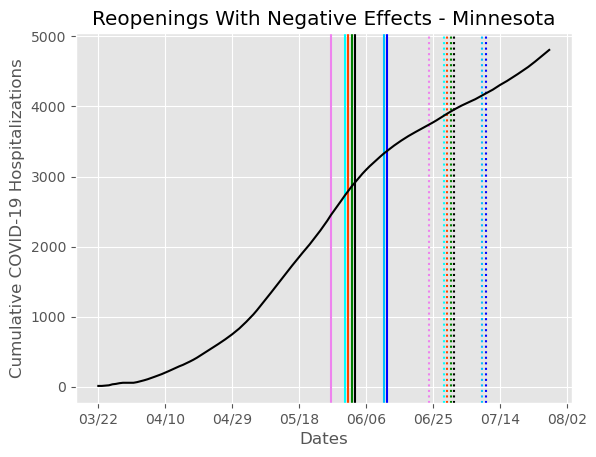 Reopenings With Negative Effects - Minnesota
Cumulative COVID-19 Hospitalizations
5000
4000
3000
2000
1000
0
03/22 04/10 04/29 05/18 06/06 06/25 07/14 08/02
Dates